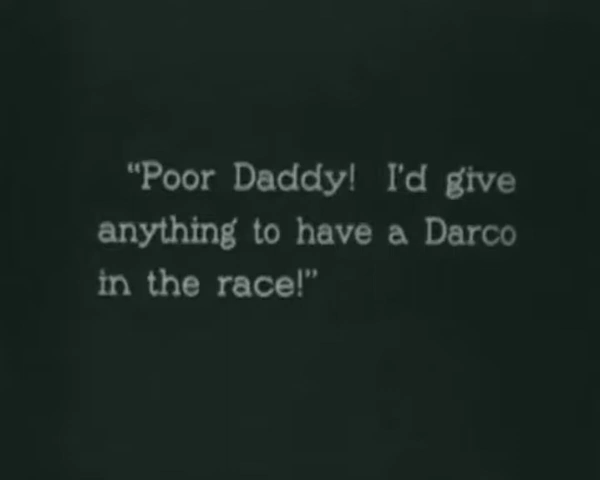 “Poor Daddy! I'd give
anything to have a Darco
in the race!”